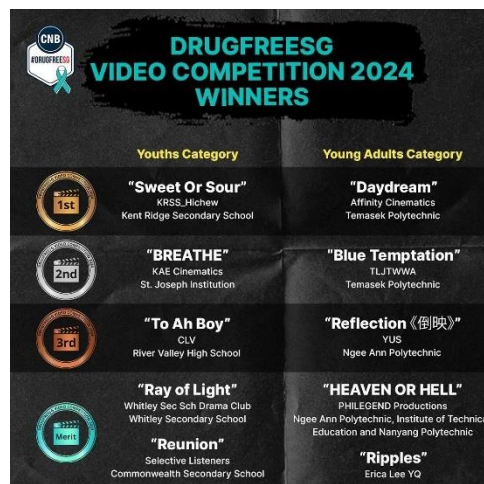 CNB
#DRUGFREESG
DRUGFREESG
VIDEO COMPETITION 2024
WINNERS
Youths Category
Young Adults Category
1st
"Sweet Or Sour"
KRSS_Hichew
Kent Ridge Secondary School
"Daydream"
Affinity Cinematics
Temasek Polytechnic
2nd
"BREATHE"
KAE Cinematics
St. Joseph Institution
"Blue Temptation"
TLJTWWA
Temasek Polytechnic
3rd
"To Ah Boy"
CLV
River Valley High School
"Reflection《倒映》"
YUS
Ngee Ann Polytechnic
Merit
"Ray of Light"
Whitley Sec Sch Drama Club
Whitley Secondary School
"Reunion"
Selective Listeners
Commonwealth Secondary School
"HEAVEN OR HELL"
PHILEGEND Productions
Ngee Ann Polytechnic, Institute of Technica
Education and Nanyang Polytechnic
"Ripples"
Erica Lee YQ